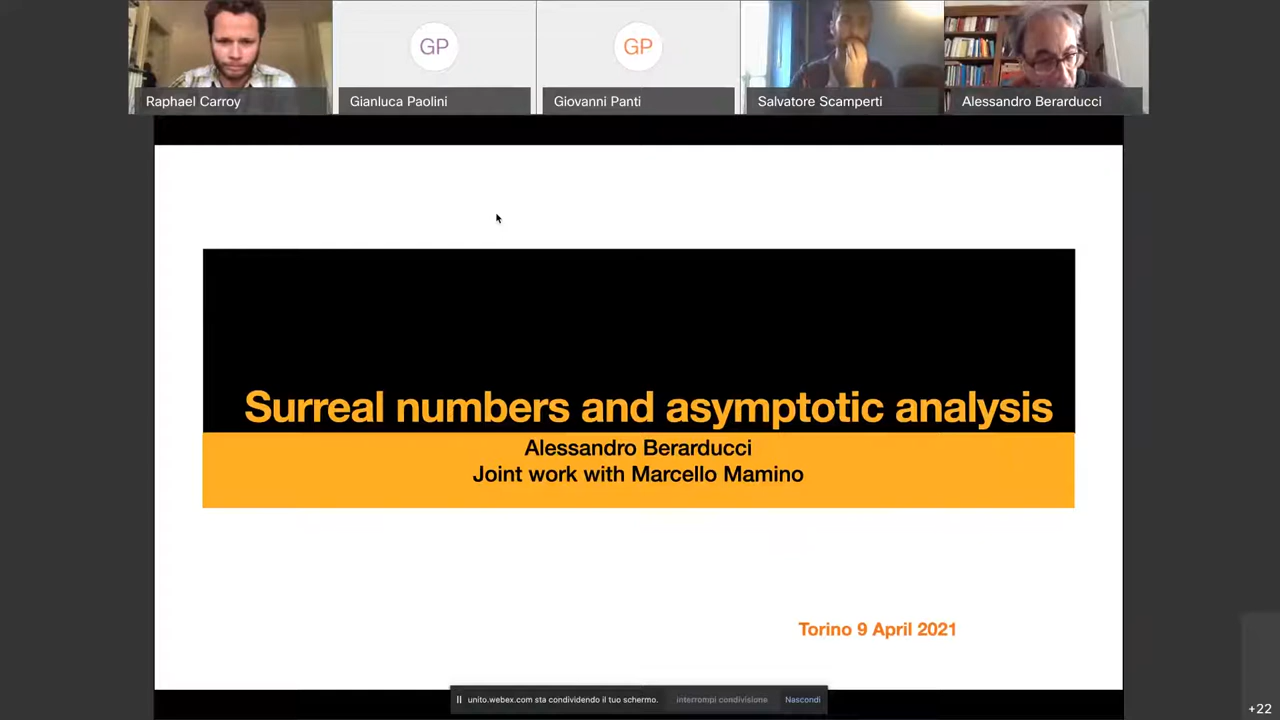 GP
GP
Raphael Carroy
Gianluca Paolini
Giovanni Panti
Salvatore Scamperti
Alessandro Berarducci
Surreal numbers and asymptotic analysis
Alessandro Berarducci
Joint work with Marcello Mamino
Torino 9 April 2021
unito.webex.com sta condividendo il tuo schermo.
interrompi condivisione
Nascondi
+22